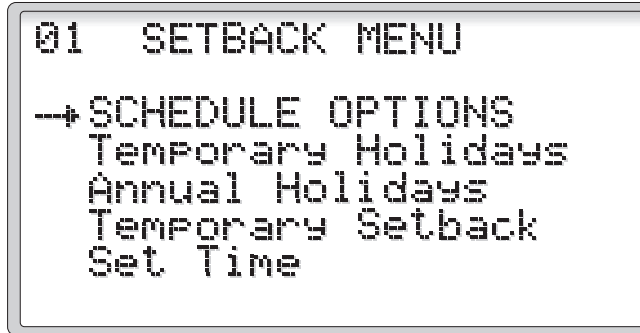 01 SETBACK MENU
→SCHEDULE OPTIONS
Temporary Holidays
Annual Holidays
Temporary Setback
Set Time